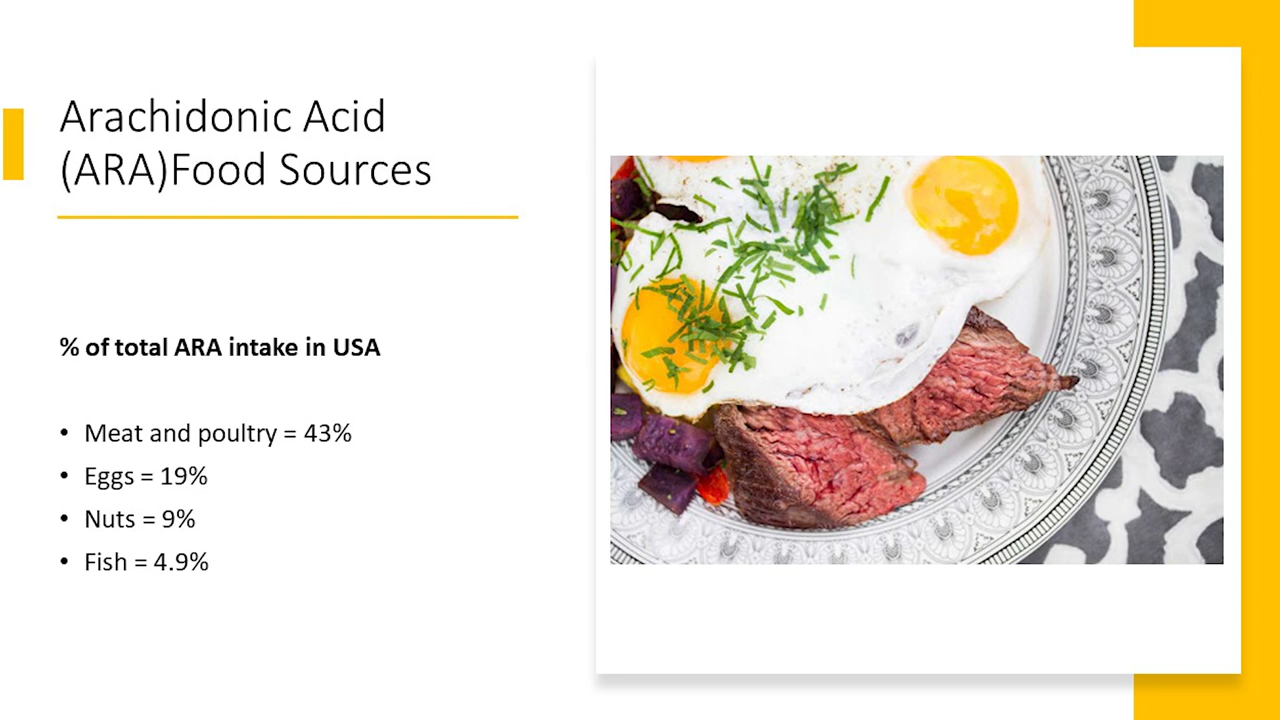 Arachidonic Acid
(ARA)Food Sources
% of total ARA intake in USA
• Meat and poultry = 43%
• Eggs = 19%
• Nuts = 9%
• Fish = 4.9%